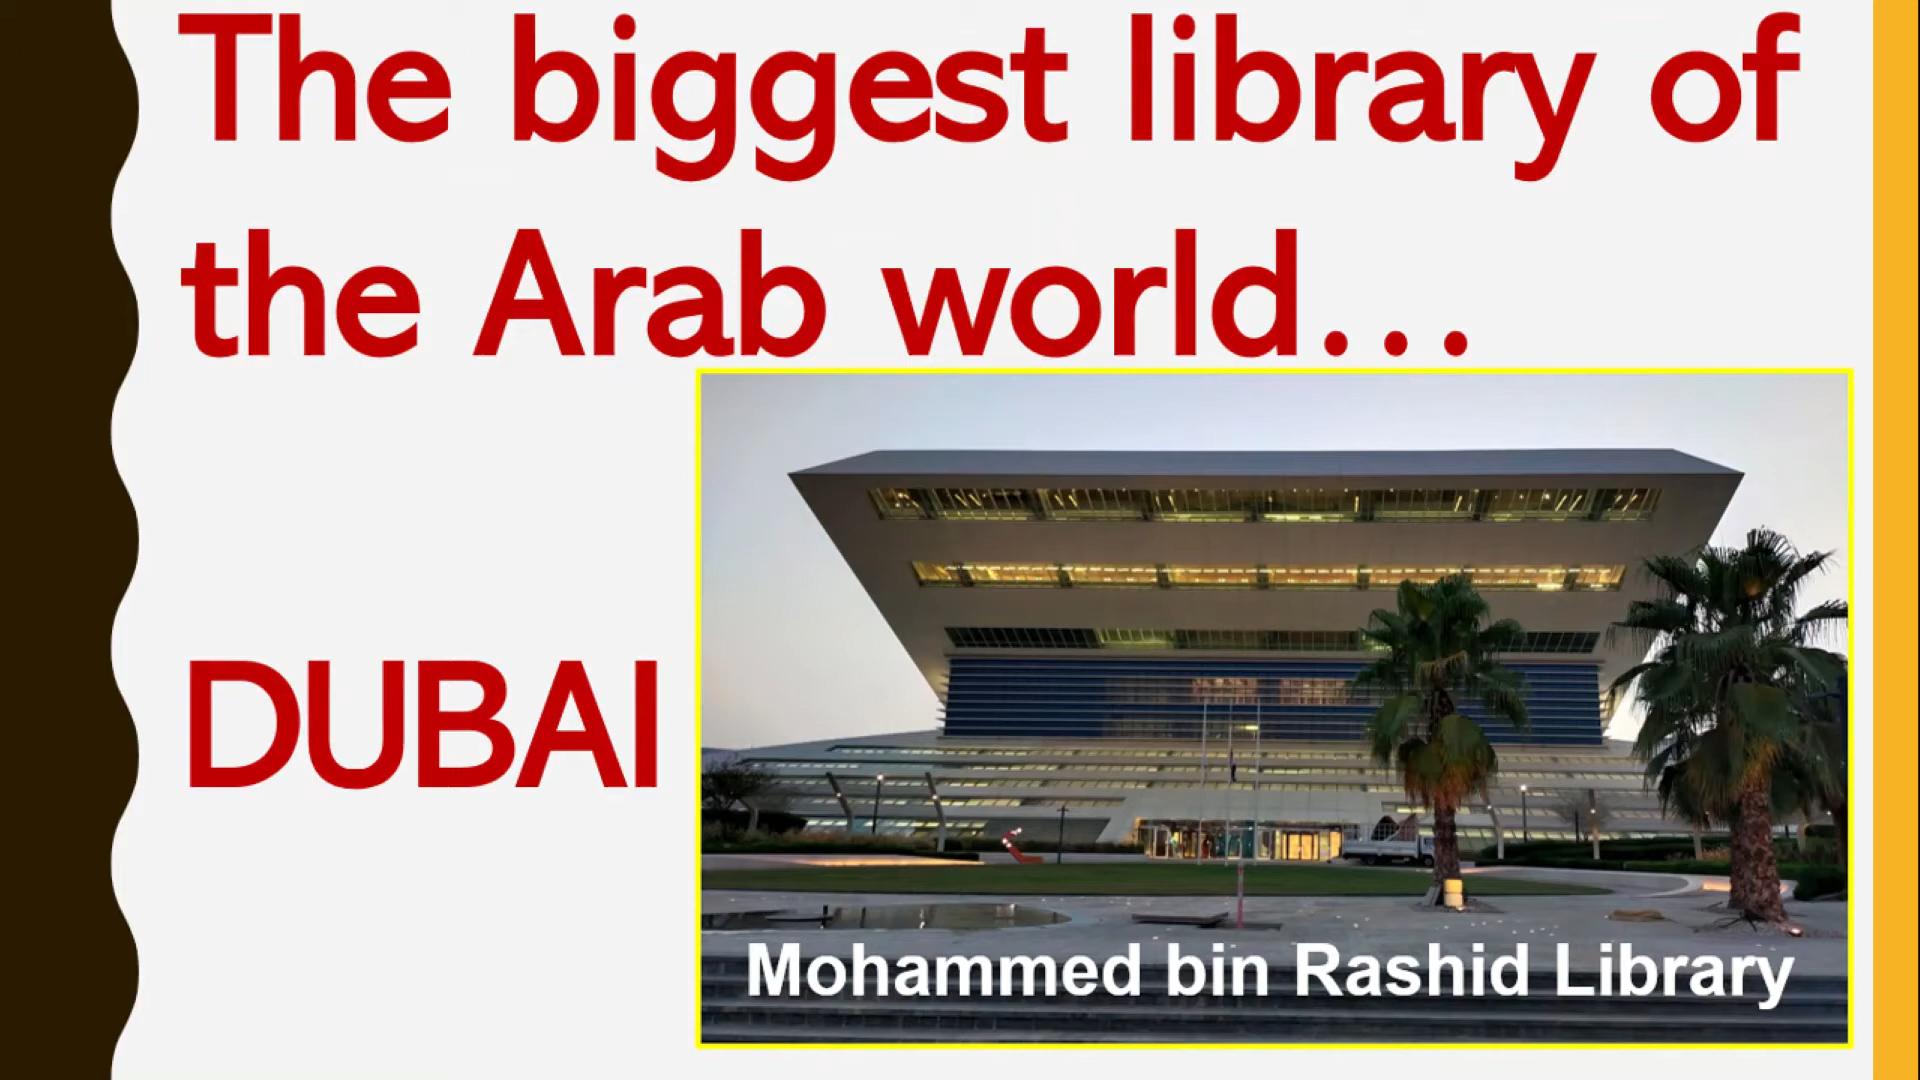 The biggest library of
the Arab world...
DUBAI
Mohammed bin Rashid Library